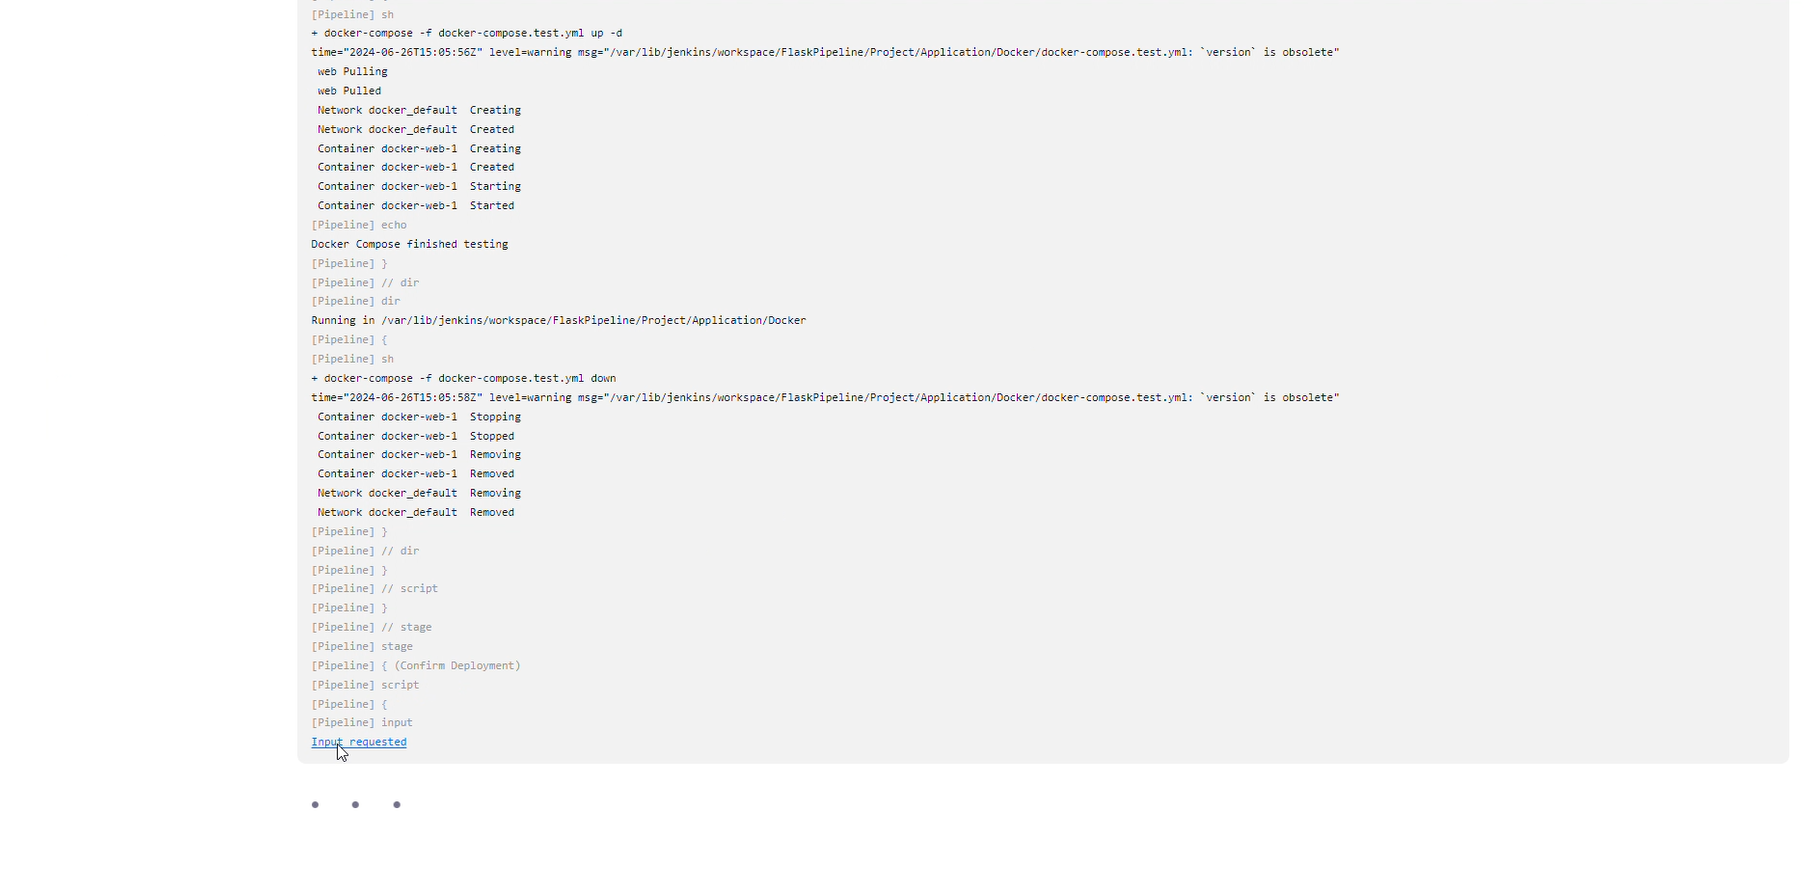 [Pipeline] sh
+ docker-compose -f docker-compose.test.yml up -d
time="2024-06-26T15:05:56Z" level=warning msg="/var/lib/jenkins/workspace/FlaskPipeline/Project/Application/Docker/docker-compose.test.yml: `version` is obsolete"
web Pulling
web Pulled
Network docker_default  Creating
Network docker_default  Created
Container docker-web-1  Creating
Container docker-web-1  Created
Container docker-web-1  Starting
Container docker-web-1  Started
[Pipeline] echo
Docker Compose finished testing
[Pipeline] }
[Pipeline] // dir
[Pipeline] dir
Running in /var/lib/jenkins/workspace/FlaskPipeline/Project/Application/Docker
[Pipeline] {
[Pipeline] sh
+ docker-compose -f docker-compose.test.yml down
time="2024-06-26T15:05:58Z" level=warning msg="/var/lib/jenkins/workspace/FlaskPipeline/Project/Application/Docker/docker-compose.test.yml: `version` is obsolete"
Container docker-web-1  Stopping
Container docker-web-1  Stopped
Container docker-web-1  Removing
Container docker-web-1  Removed
Network docker_default  Removing
Network docker_default  Removed
[Pipeline] }
[Pipeline] // dir
[Pipeline] }
[Pipeline] // script
[Pipeline] }
[Pipeline] // stage
[Pipeline] stage
[Pipeline] { (Confirm Deployment)
[Pipeline] script
[Pipeline] {
[Pipeline] input
Input requested